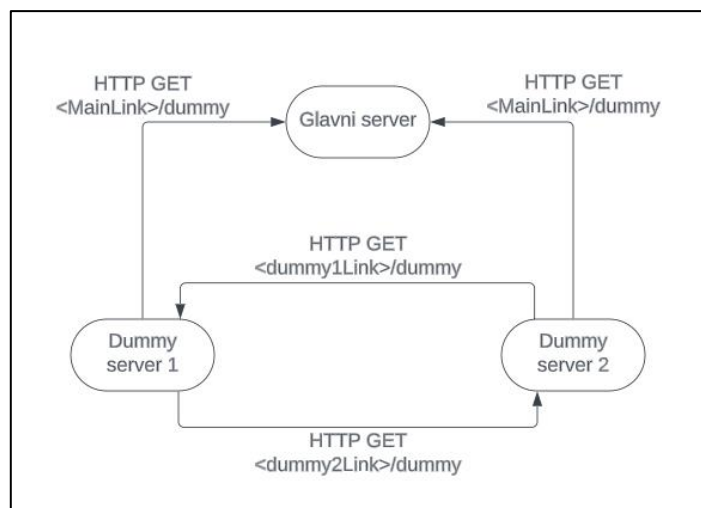 HTTP GET
<MainLink>/dummy
Glavni server
HTTP GET
<MainLink>/dummy
HTTP GET
<dummy1Link>/dummy
Dummy
server 1
Dummy
server 2
HTTP GET
<dummy2Link>/dummy